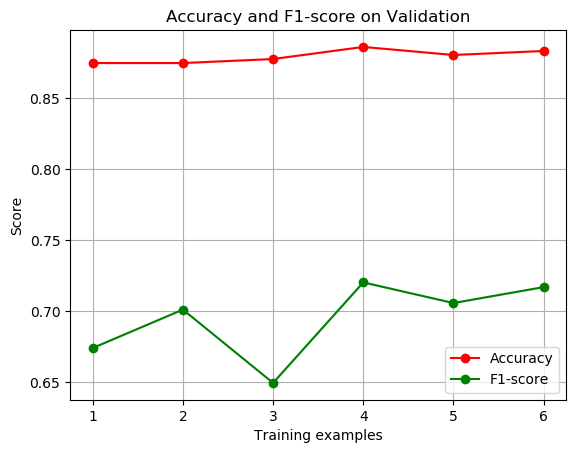 Accuracy and F1-score on Validation
Score
0.85
0.80
0.75
0.70
0.65
1 2 3 4 5 6
Training examples
Accuracy
F1-score